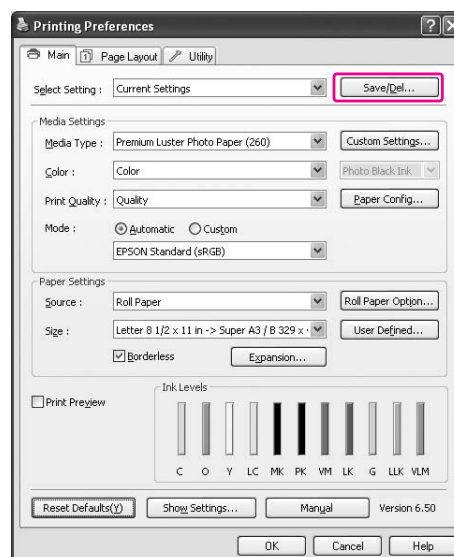 Printing Preferences
Main Page Layout Utility
Select Setting : Current Settings Save/Del...
Media Settings
Media Type : Premium Luster Photo Paper (260) Custom Settings...
Color : Color Photo Black Ink
Print Quality : Quality Paper Config...
Mode : Automatic Custom
EPSON Standard (sRGB)
Paper Settings
Source : Roll Paper Roll Paper Option...
Size : Letter 8 1/2 x 11 in -> Super A3 / B 329 x User Defined...
Borderless Expansion...
Print Preview
Ink Levels
C O Y LC MK PK VM LK G LLK VLM
Reset Defaults(Y) Show Settings... Manual Version 6.50
OK Cancel Help